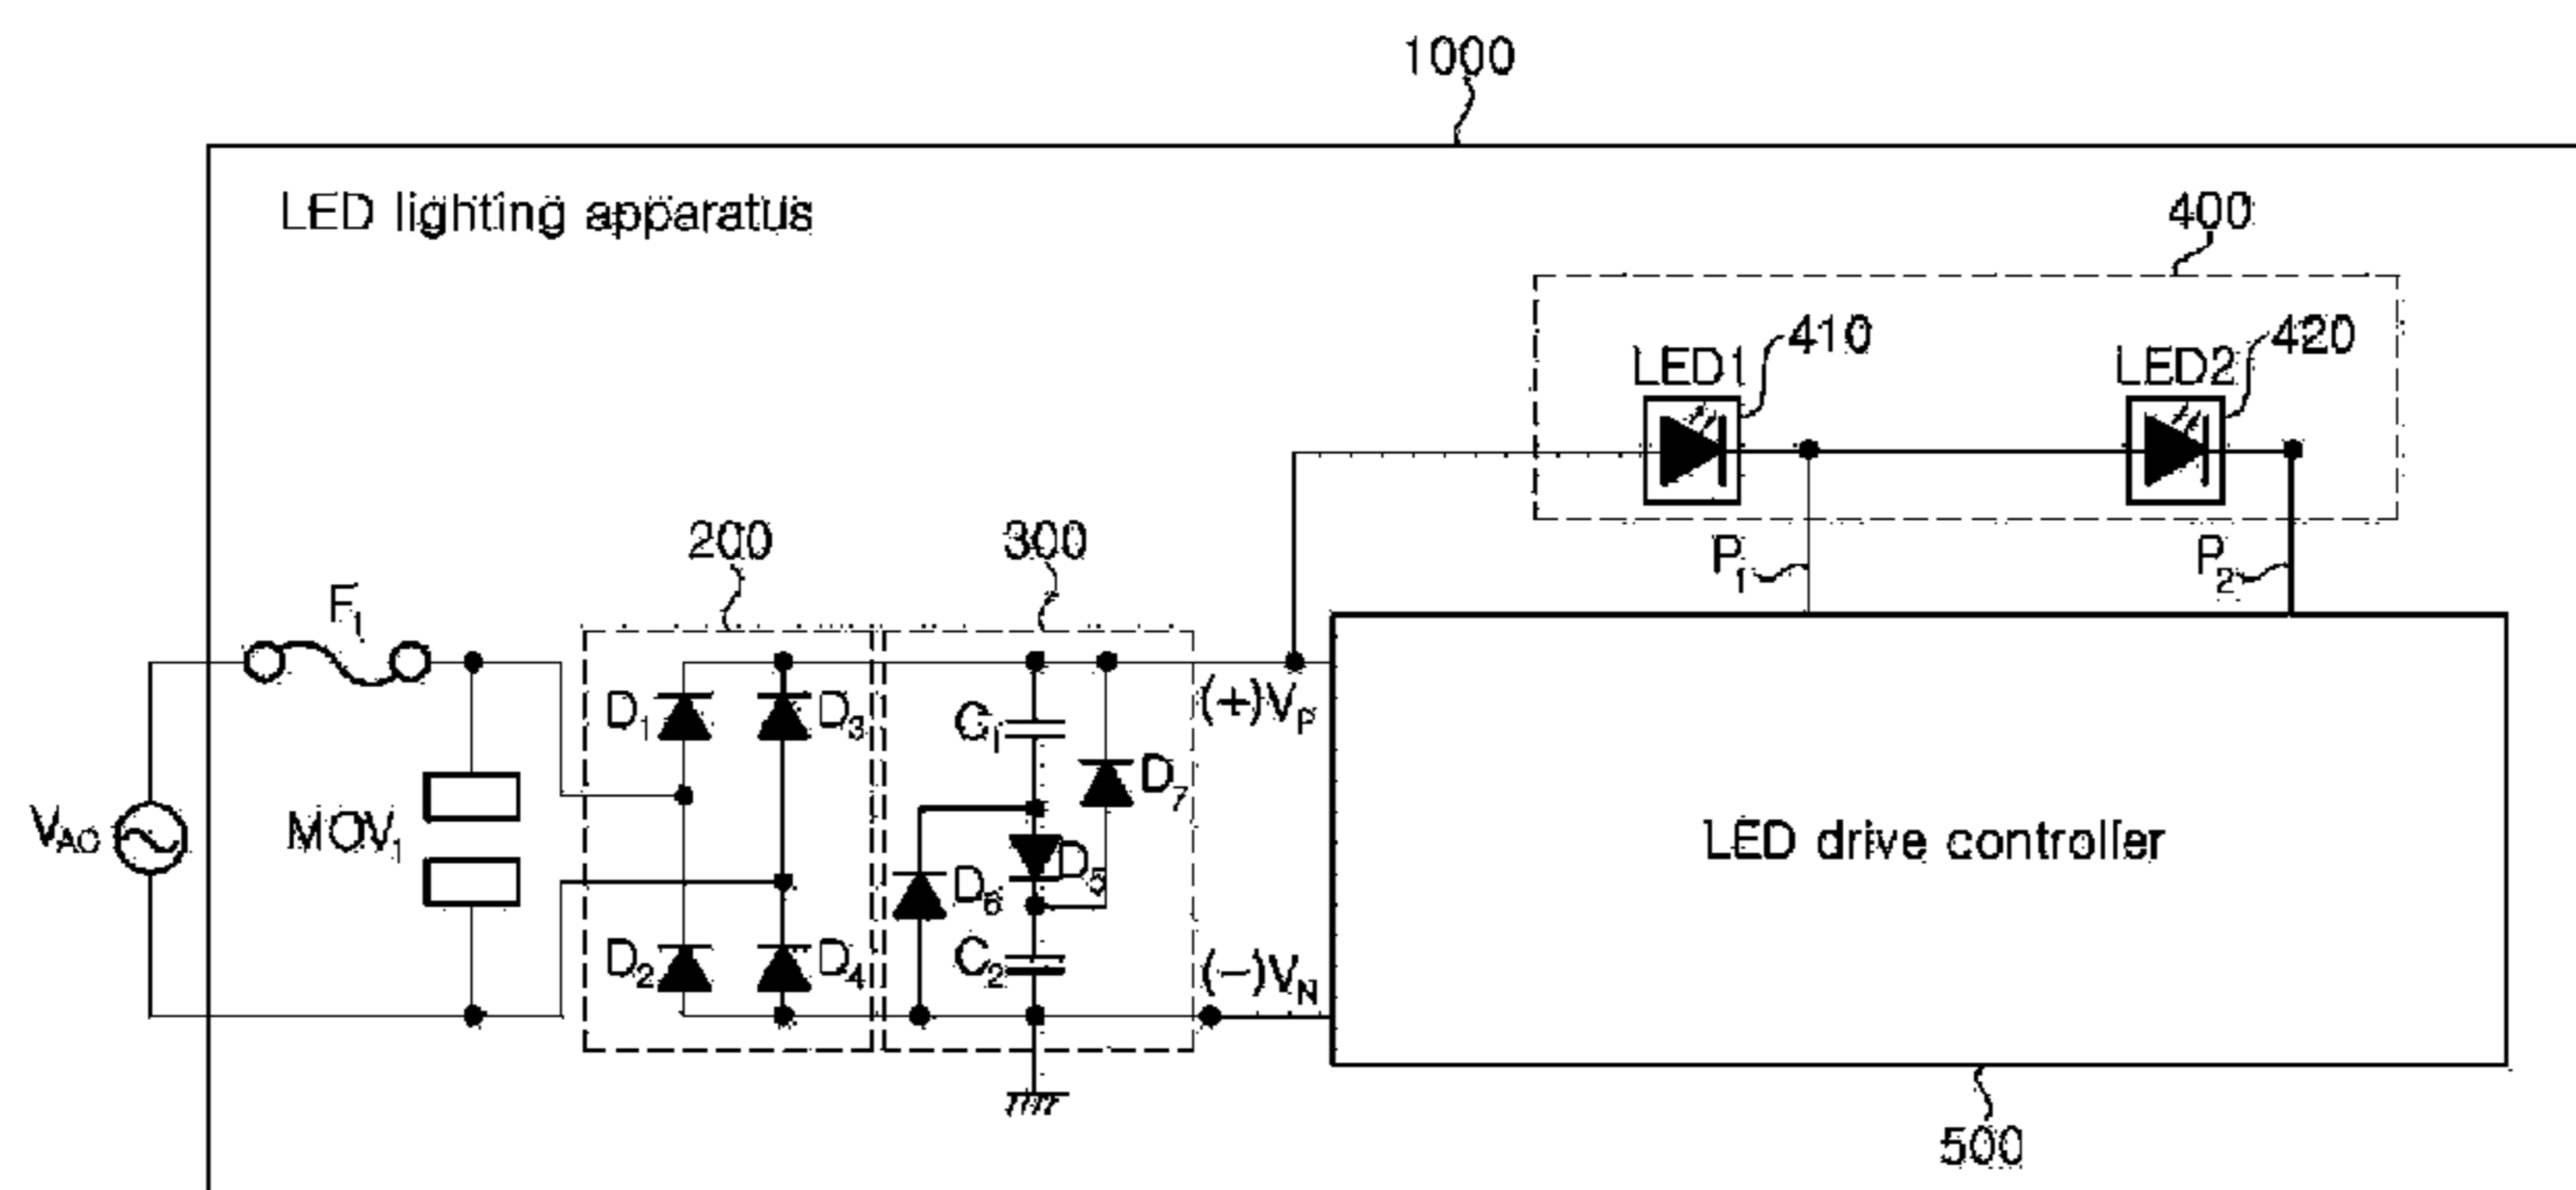 1000
LED lighting apparatus
400
LED1
410
LED2
420
200
300
P1
P2
F1
D1
D3
C1
D7
(+)VP
VAC
MOV1
D5
D6
LED drive controller
D2
D4
C2
(−)VN
500